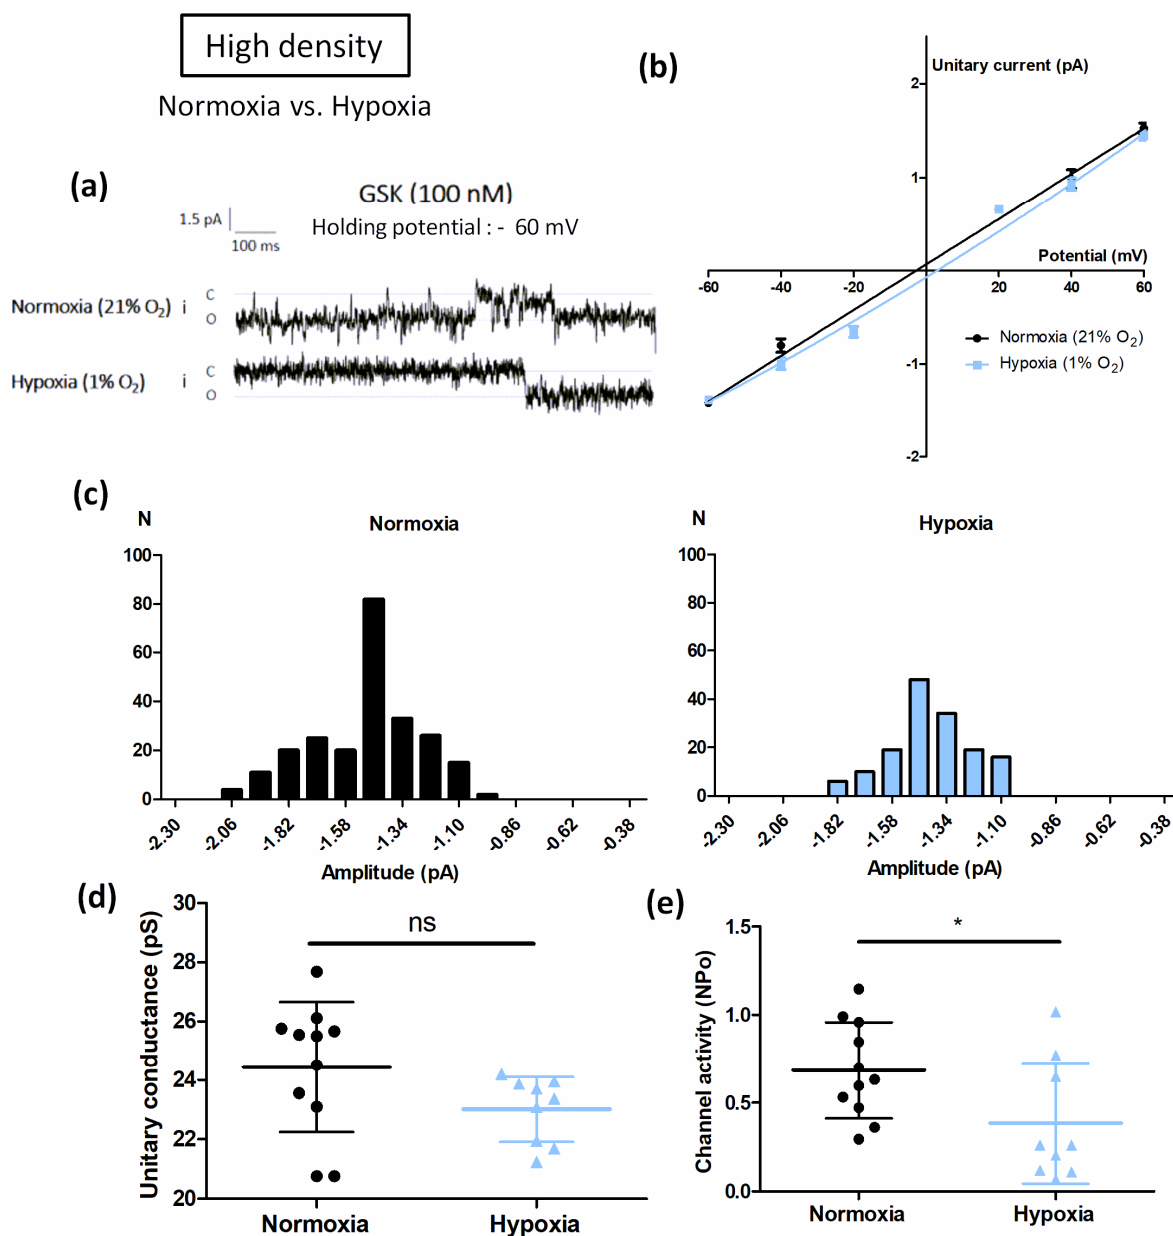 High density
Normoxia vs. Hypoxia
(a)
GSK (100 nM)
Holding potential : - 60 mV
1.5 pA
100 ms
Normoxia (21% O₂) i
C
O
Hypoxia (1% O₂) i
C
O
(b)
Unitary current (pA)
2
1
-1
-2
Potential (mV)
-60 -40 -20 20 40 60
Normoxia (21% O₂)
Hypoxia (1% O₂)
(c)
N
Normoxia
100
80
60
40
20
0
-2.30 -2.06 -1.82 -1.58 -1.34 -1.10 -0.86 -0.62 -0.38
Amplitude (pA)
N
Hypoxia
100
80
60
40
20
0
-2.30 -2.06 -1.82 -1.58 -1.34 -1.10 -0.86 -0.62 -0.38
Amplitude (pA)
(d)
Unitary conductance (pS)
30
28
26
24
22
20
ns
Normoxia Hypoxia
(e)
Channel activity (NPo)
1.5
1.0
0.5
0.0
*
Normoxia Hypoxia